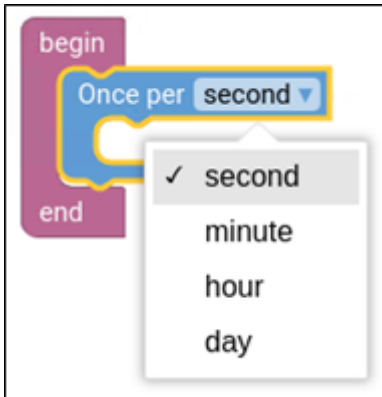 begin
Once per second
✓ second
minute
hour
day
end